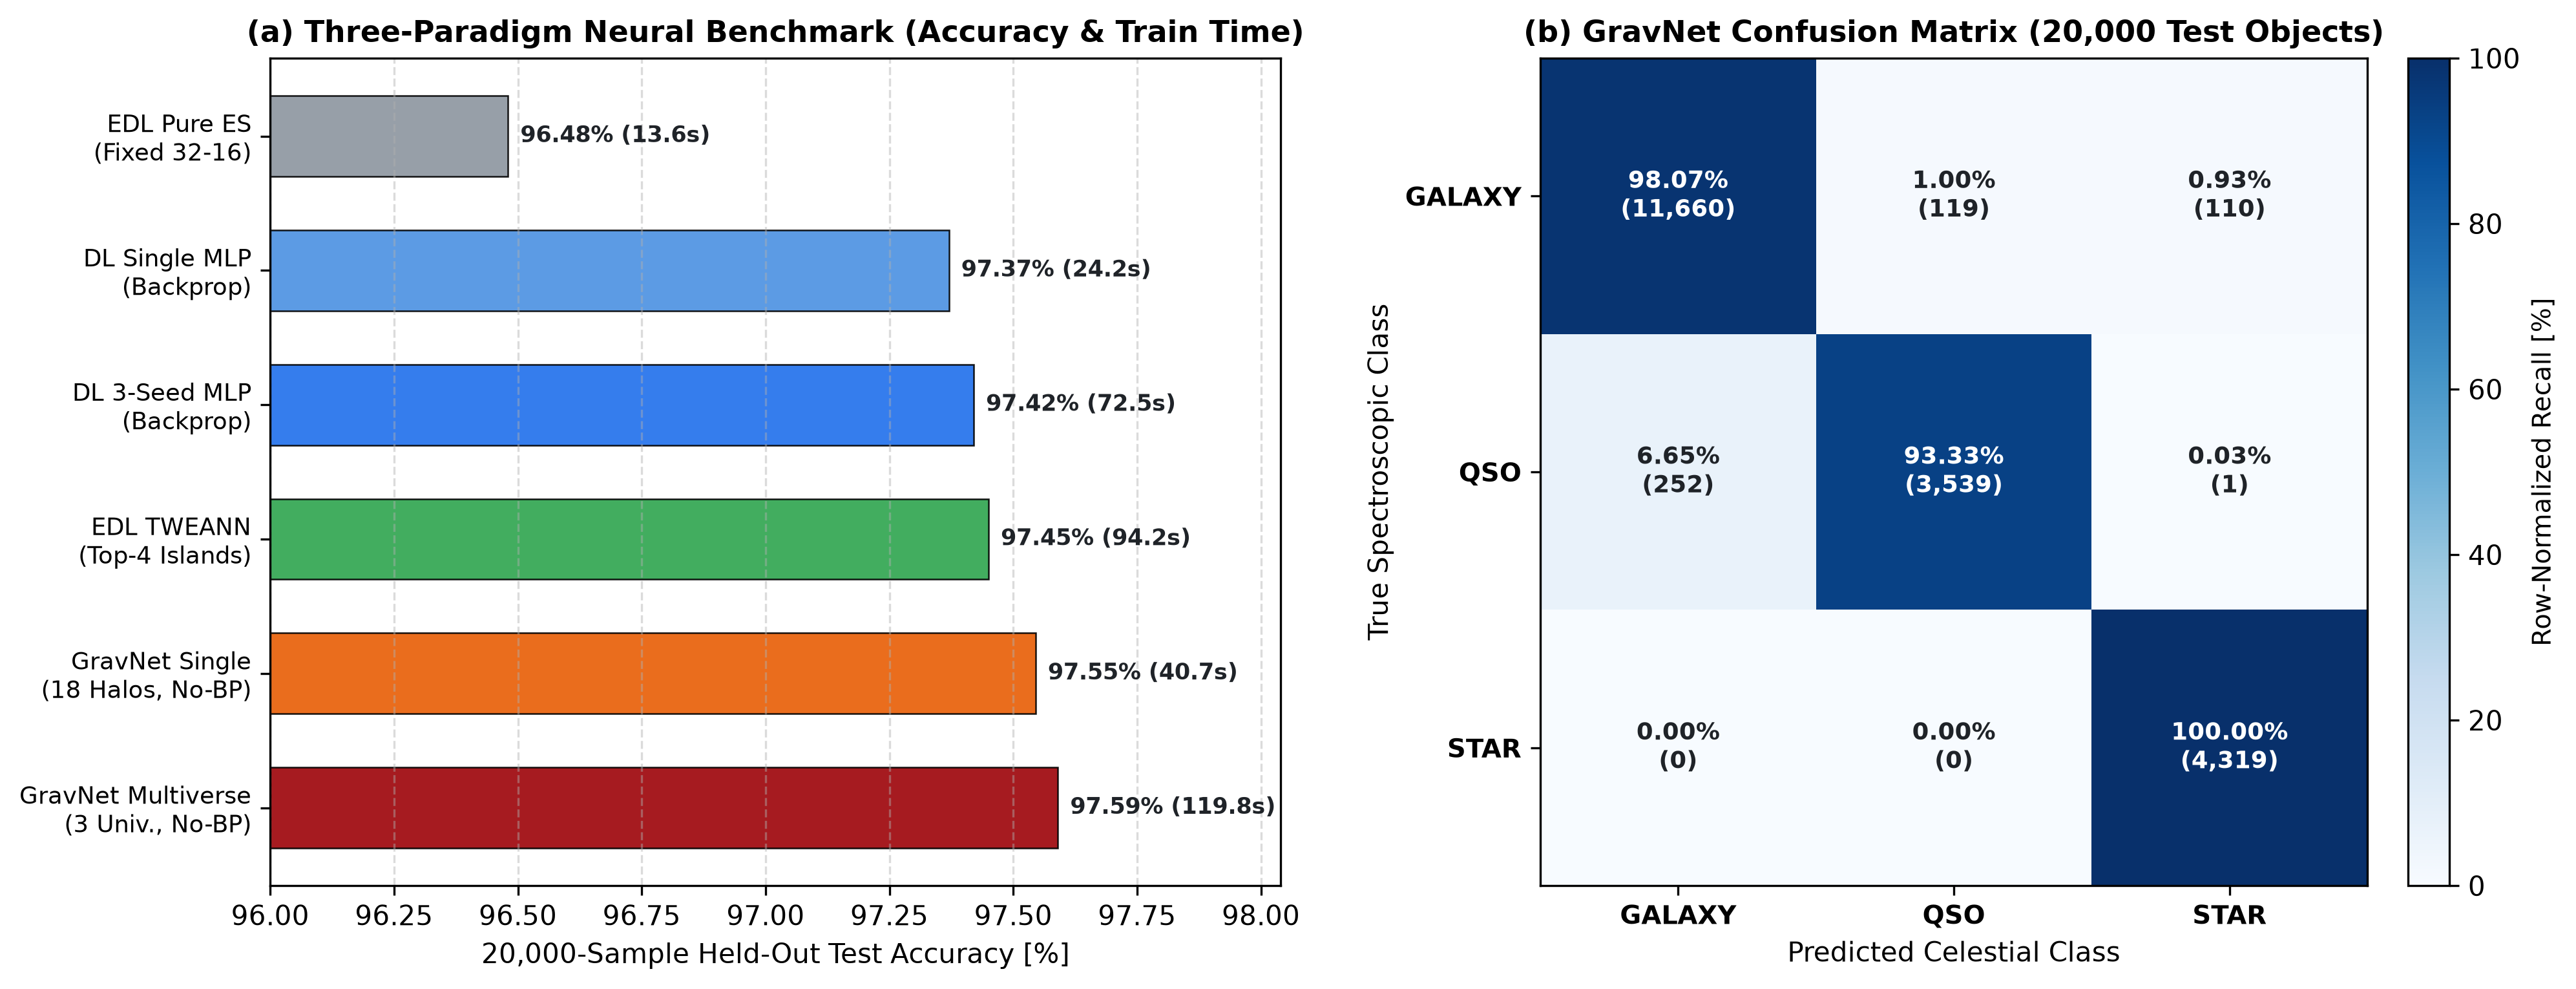 (a) Three-Paradigm Neural Benchmark (Accuracy & Train Time)
EDL Pure ES
(Fixed 32-16)
96.48% (13.6s)
DL Single MLP
(Backprop)
97.37% (24.2s)
DL 3-Seed MLP
(Backprop)
97.42% (72.5s)
EDL TWEANN
(Top-4 Islands)
97.45% (94.2s)
GravNet Single
(18 Halos, No-BP)
97.55% (40.7s)
GravNet Multiverse
(3 Univ., No-BP)
97.59% (119.8s)
96.00 96.25 96.50 96.75 97.00 97.25 97.50 97.75 98.00
20,000-Sample Held-Out Test Accuracy [%]
(b) GravNet Confusion Matrix (20,000 Test Objects)
True Spectroscopic Class
GALAXY
98.07% 1.00% 0.93%
(11,660) (119) (110)
QSO
6.65% 93.33% 0.03%
(252) (3,539) (1)
STAR
0.00% 0.00% 100.00%
(0) (0) (4,319)
GALAXY QSO STAR
Predicted Celestial Class
100
80
60
40
20
0
Row-Normalized Recall [%]